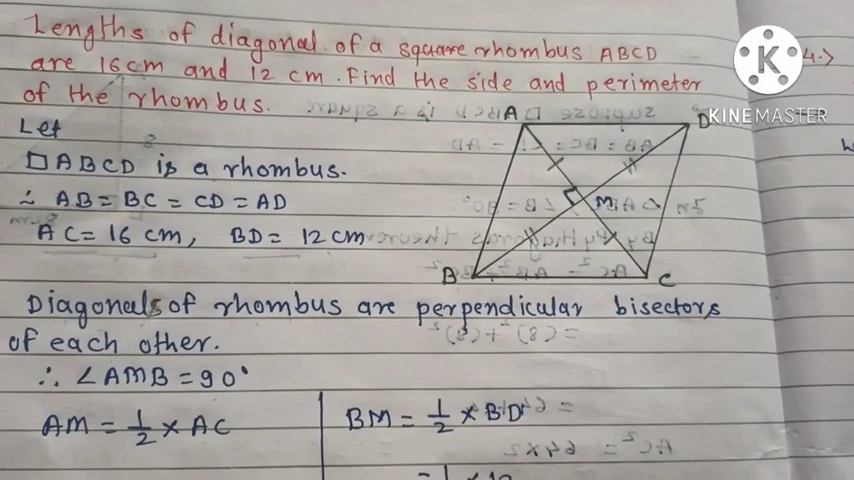 Lengths of diagonal of a square rhombus ABCD
are 16cm and 12 cm. Find the side and perimeter
of the rhombus.
Let
□ABCD is a rhombus.
∴ AB = BC = CD = AD
AC = 16 cm, BD = 12 cm
A D
M
B C
Diagonals of rhombus are perpendicular bisectors
of each other.
∴ ∠AMB = 90°
AM = 1/2 × AC
BM = 1/2 × BD
K
KINEMASTER
4.>